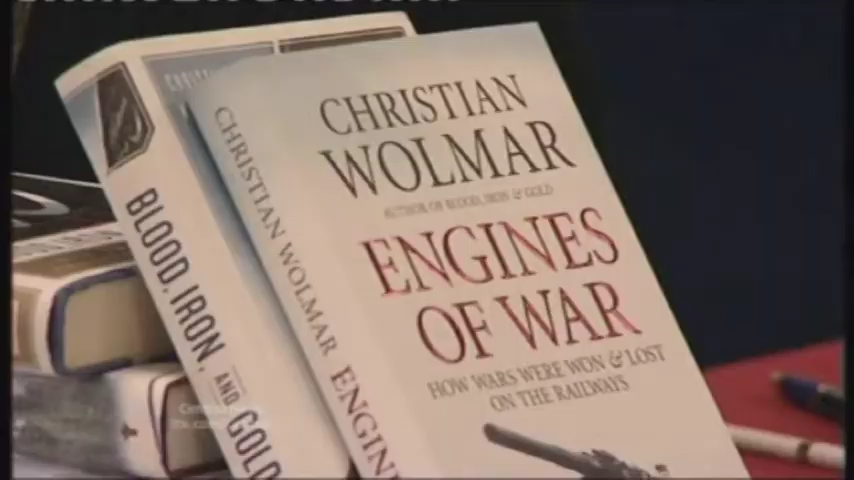 CHRISTIAN
WOLMAR
AUTHOR OF BLOOD, IRON & GOLD
ENGINES
OF WAR
HOW WARS WERE WON & LOST
ON THE RAILWAYS
CHRISTIAN WOLMAR ENGIN
BLOOD, IRON, AND GOLD